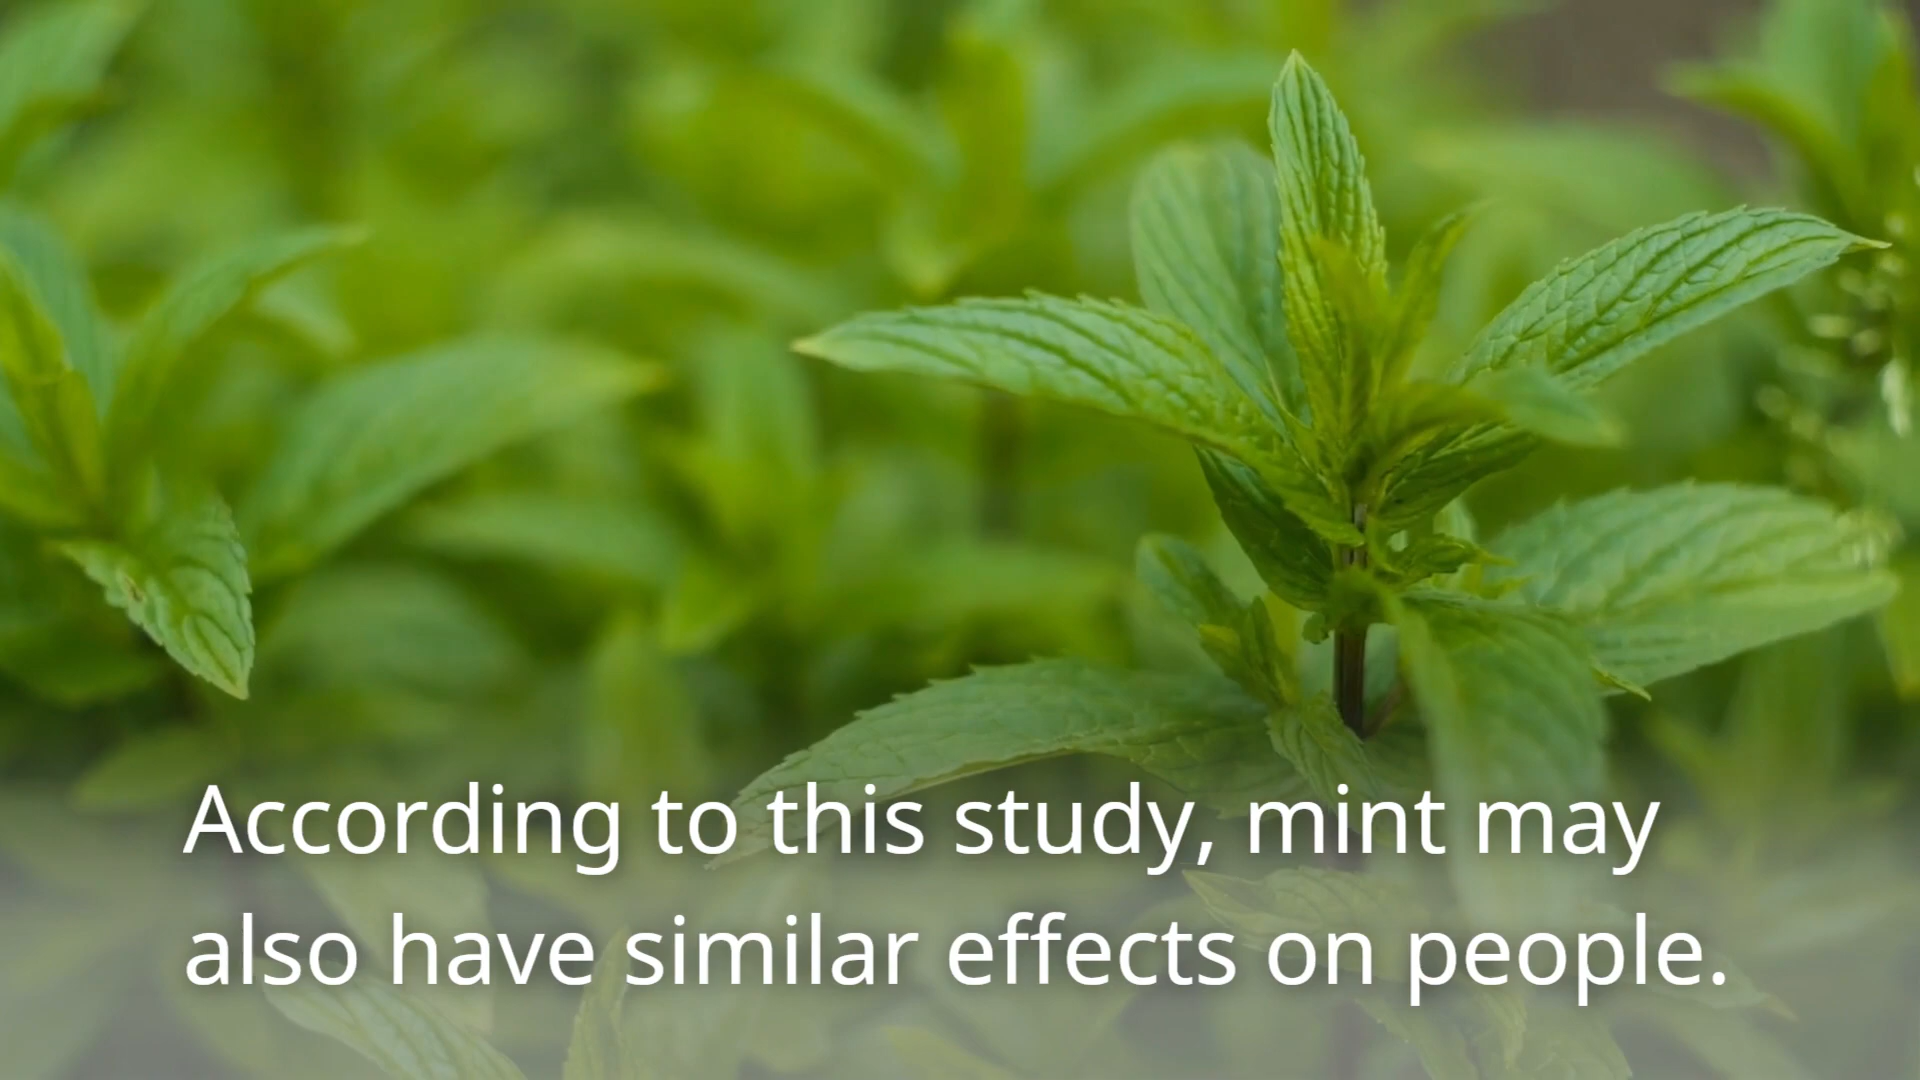 According to this study, mint may
also have similar effects on people.